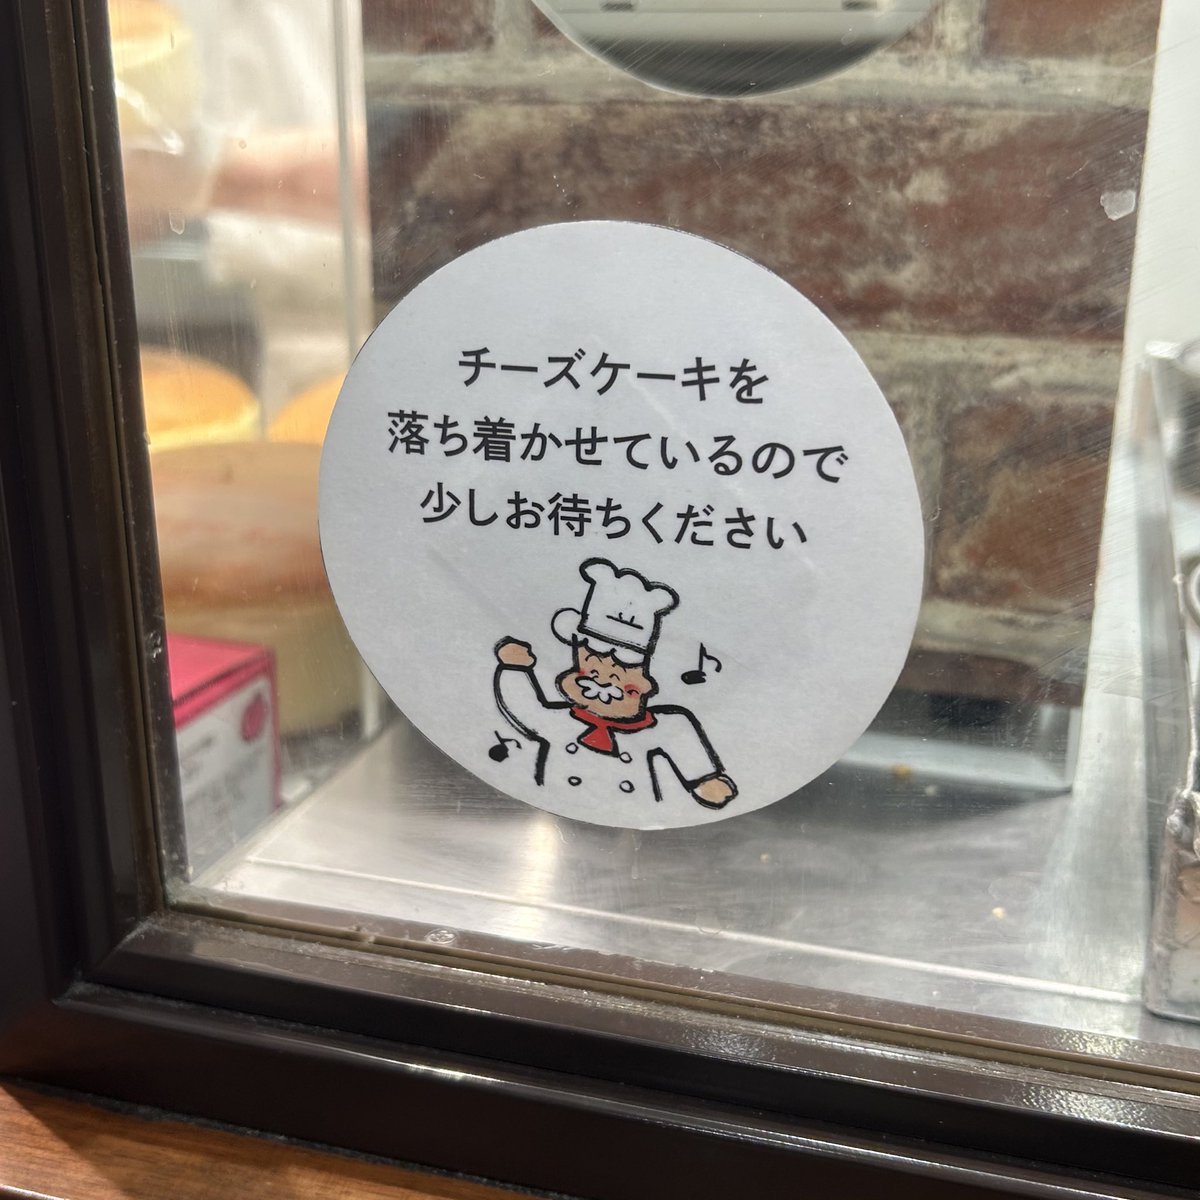 チーズケーキを
落ち着かせているので
少しお待ちください